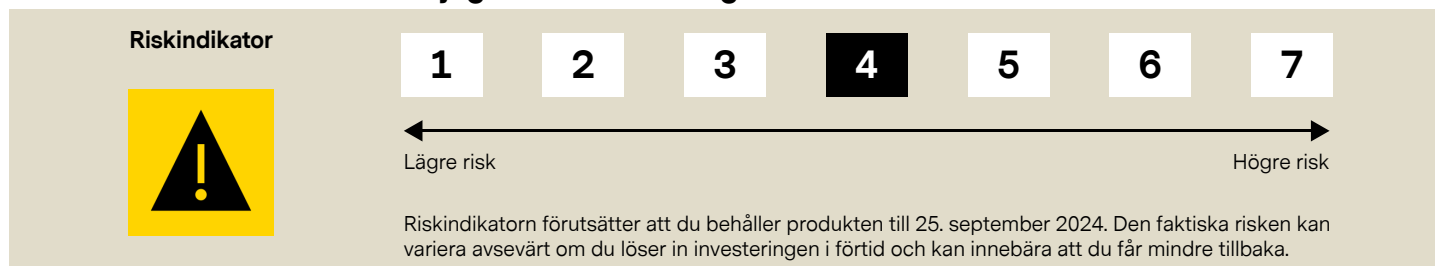 Riskindikator
1 2 3 4 5 6 7
Lägre risk Högre risk
Riskindikatorn förutsätter att du behåller produkten till 25. september 2024. Den faktiska risken kan
variera avsevärt om du löser in investeringen i förtid och kan innebära att du får mindre tillbaka.